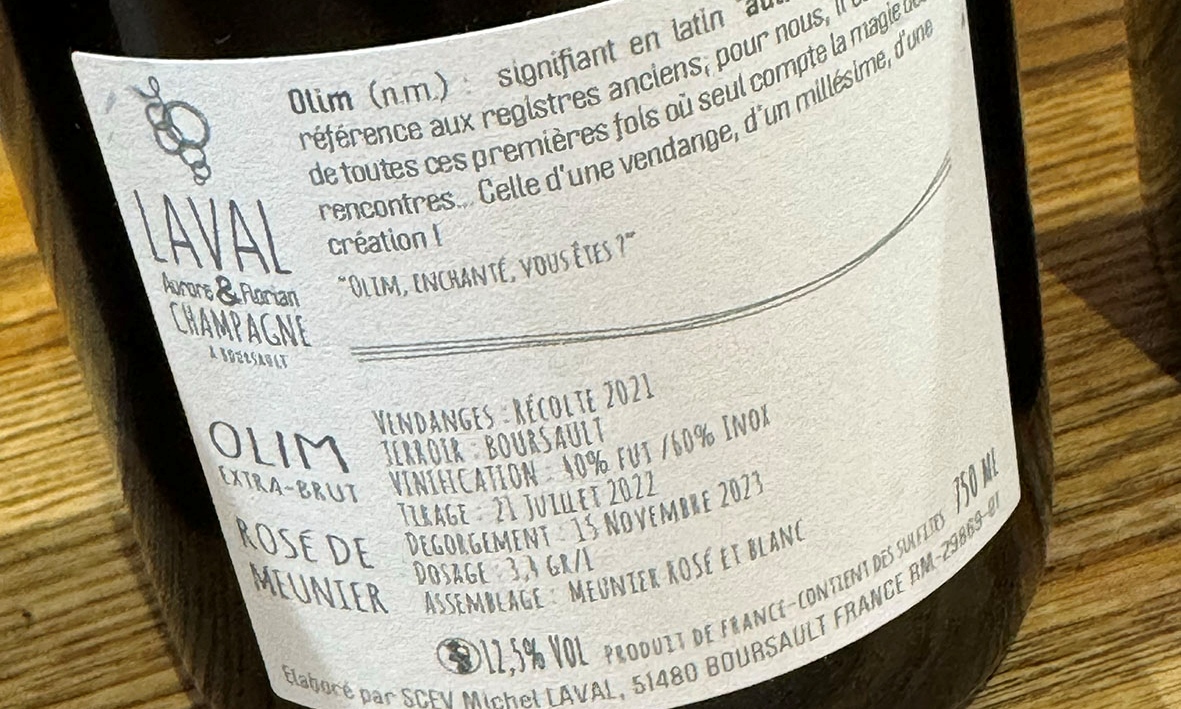 Olim (n.m.) : signifiant en latin
référence aux registres anciens; pour nous, il
de toutes ces premières fois où seul compte la magie
rencontres... Celle d'une vendange, d'un millésime, d'une
création !
"OLIM, ENCHANTÉ, VOUS ÊTES ?"
LAVAL
Aurore & Florian
CHAMPAGNE
À BOURSAULT
OLIM
EXTRA-BRUT
ROSÉ DE
MEUNIER
VENDANGES : RÉCOLTE 2021
TERROIR : BOURSAULT
VINIFICATION : 40% FUT /60% INOX
TIRAGE : 21 JUILLET 2022
DEGORGEMENT : 15 NOVEMBRE 2023
DOSAGE : GR/L
ASSEMBLAGE : MEUNIER ROSÉ ET BLANC
12,5% VOL PRODUIT DE FRANCE-CONTIENT DES SULFITES 750 ML
Elaboré par SCEV Michel LAVAL, 51480 BOURSAULT FRANCE RM-29869-01